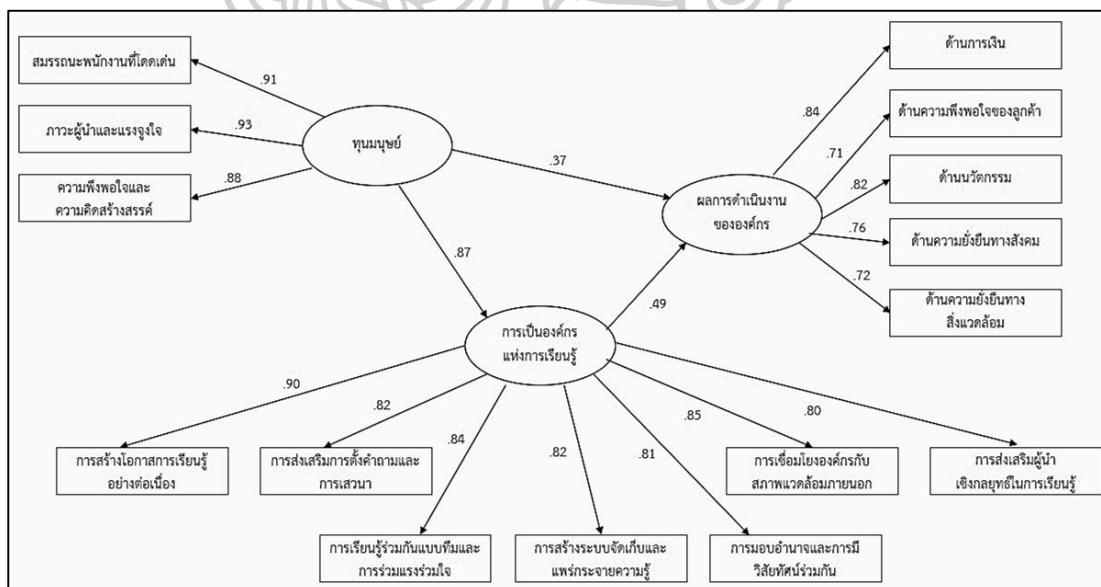 สมรรถนะพนักงานที่โดดเด่น
.91
ภาวะผู้นำและแรงจูงใจ
.93
ความพึงพอใจและ
ความคิดสร้างสรรค์
.88
ทุนมนุษย์
.37
.87
ผลการดำเนินงาน
ขององค์กร
.84
ด้านการเงิน
.71
ด้านความพึงพอใจของลูกค้า
.82
ด้านนวัตกรรม
.76
ด้านความยั่งยืนทางสังคม
.72
ด้านความยั่งยืนทาง
สิ่งแวดล้อม
.49
การเป็นองค์กร
แห่งการเรียนรู้
.90
.82
.84
.82
.81
.85
.80
การสร้างโอกาสการเรียนรู้
อย่างต่อเนื่อง
การส่งเสริมการตั้งคำถามและ
การเสวนา
การเชื่อมโยงองค์กรกับ
สภาพแวดล้อมภายนอก
การส่งเสริมผู้นำ
เชิงกลยุทธ์ในการเรียนรู้
การเรียนรู้ร่วมกันแบบทีมและ
การร่วมแรงร่วมใจ
การสร้างระบบจัดเก็บและ
แพร่กระจายความรู้
การมอบอำนาจและการมี
วิสัยทัศน์ร่วมกัน